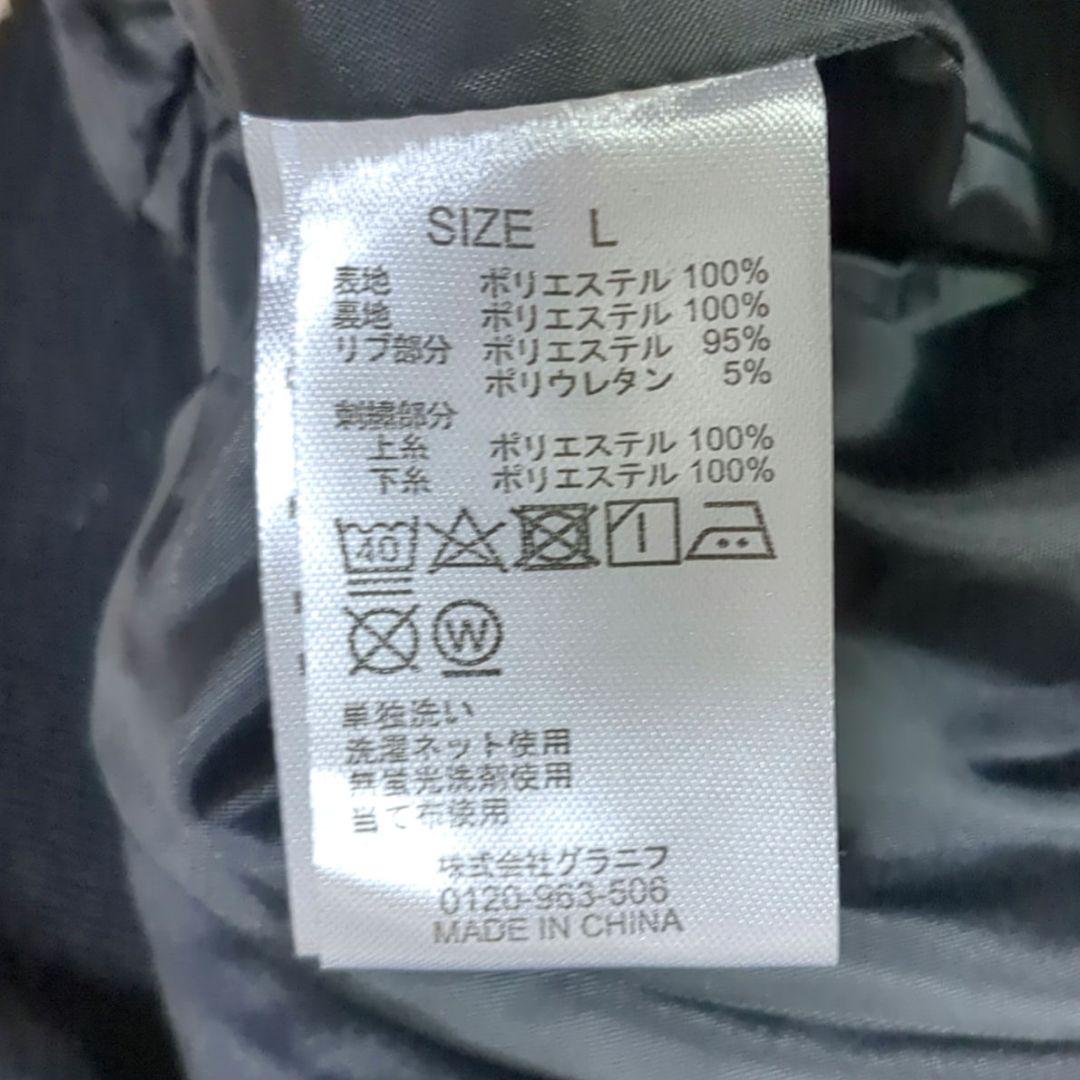 SIZE L
表地 ポリエステル 100%
裏地 ポリエステル 100%
リブ部分 ポリエステル 95%
ポリウレタン 5%
刺繍部分
上糸 ポリエステル 100%
下糸 ポリエステル 100%
40
W
単独洗い
洗濯ネット使用
無蛍光洗剤使用
当て布使用
株式会社グラニフ
0120-963-506
MADE IN CHINA